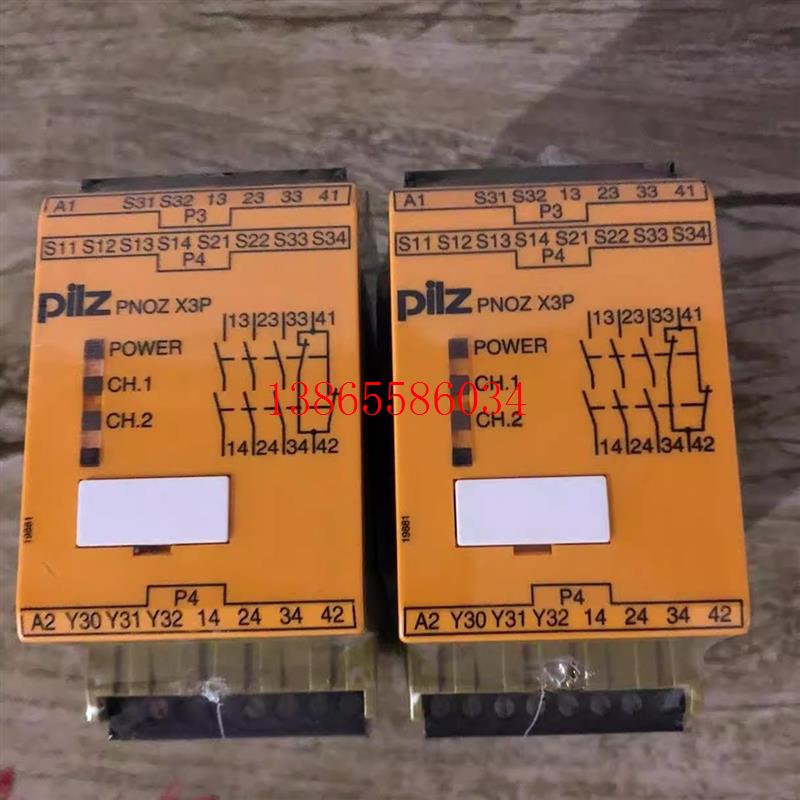 A1 S31 S32 13 23 33 41
P3
S11 S12 S13 S14 S21 S22 S33 S34
P4
pilz PNOZ X3P
13 23 33 41
POWER
CH.1
CH.2
14 24 34 42
19881
P4
A2 Y30 Y31 Y32 14 24 34 42
A1 S31 S32 13 23 33 41
P3
S11 S12 S13 S14 S21 S22 S33 S34
P4
pilz PNOZ X3P
13 23 33 41
POWER
CH.1
CH.2
14 24 34 42
19881
P4
A2 Y30 Y31 Y32 14 24 34 42
13865586034